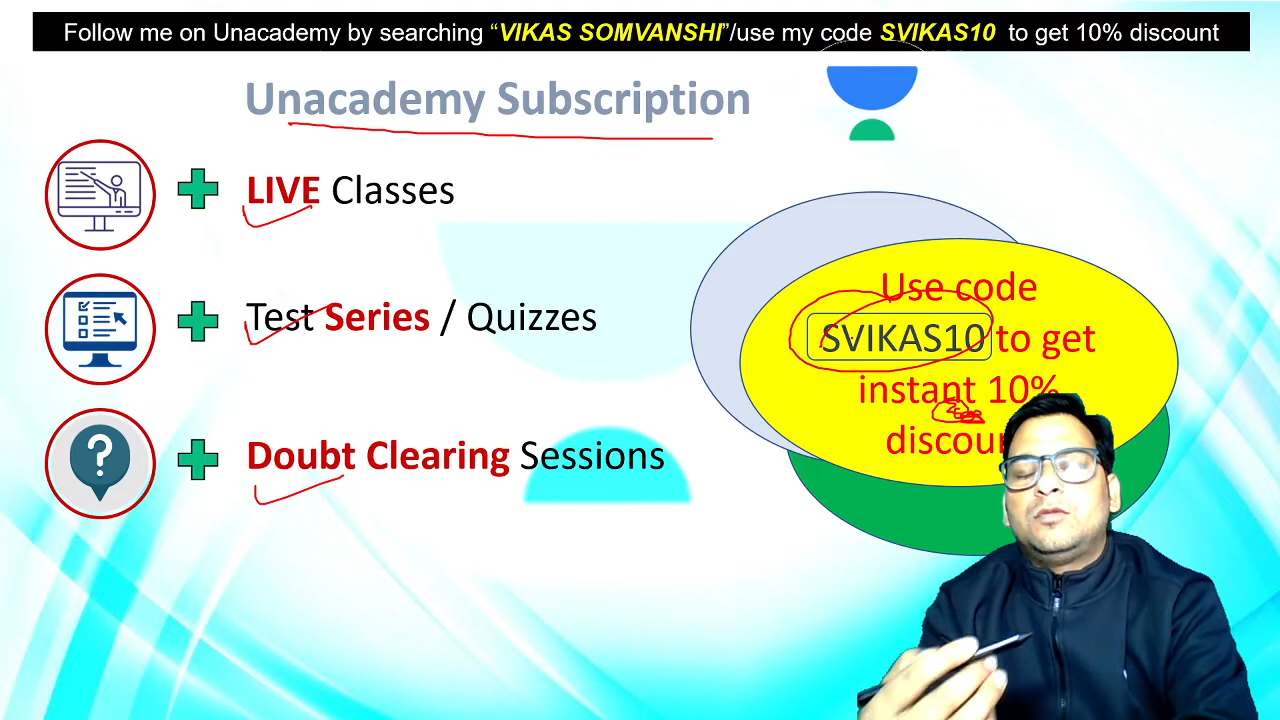 Follow me on Unacademy by searching “VIKAS SOMVANSHI”/use my code SVIKAS10 to get 10% discount
Unacademy Subscription
LIVE Classes
Test Series / Quizzes
Doubt Clearing Sessions
Use code
SVIKAS10 to get
instant 10%